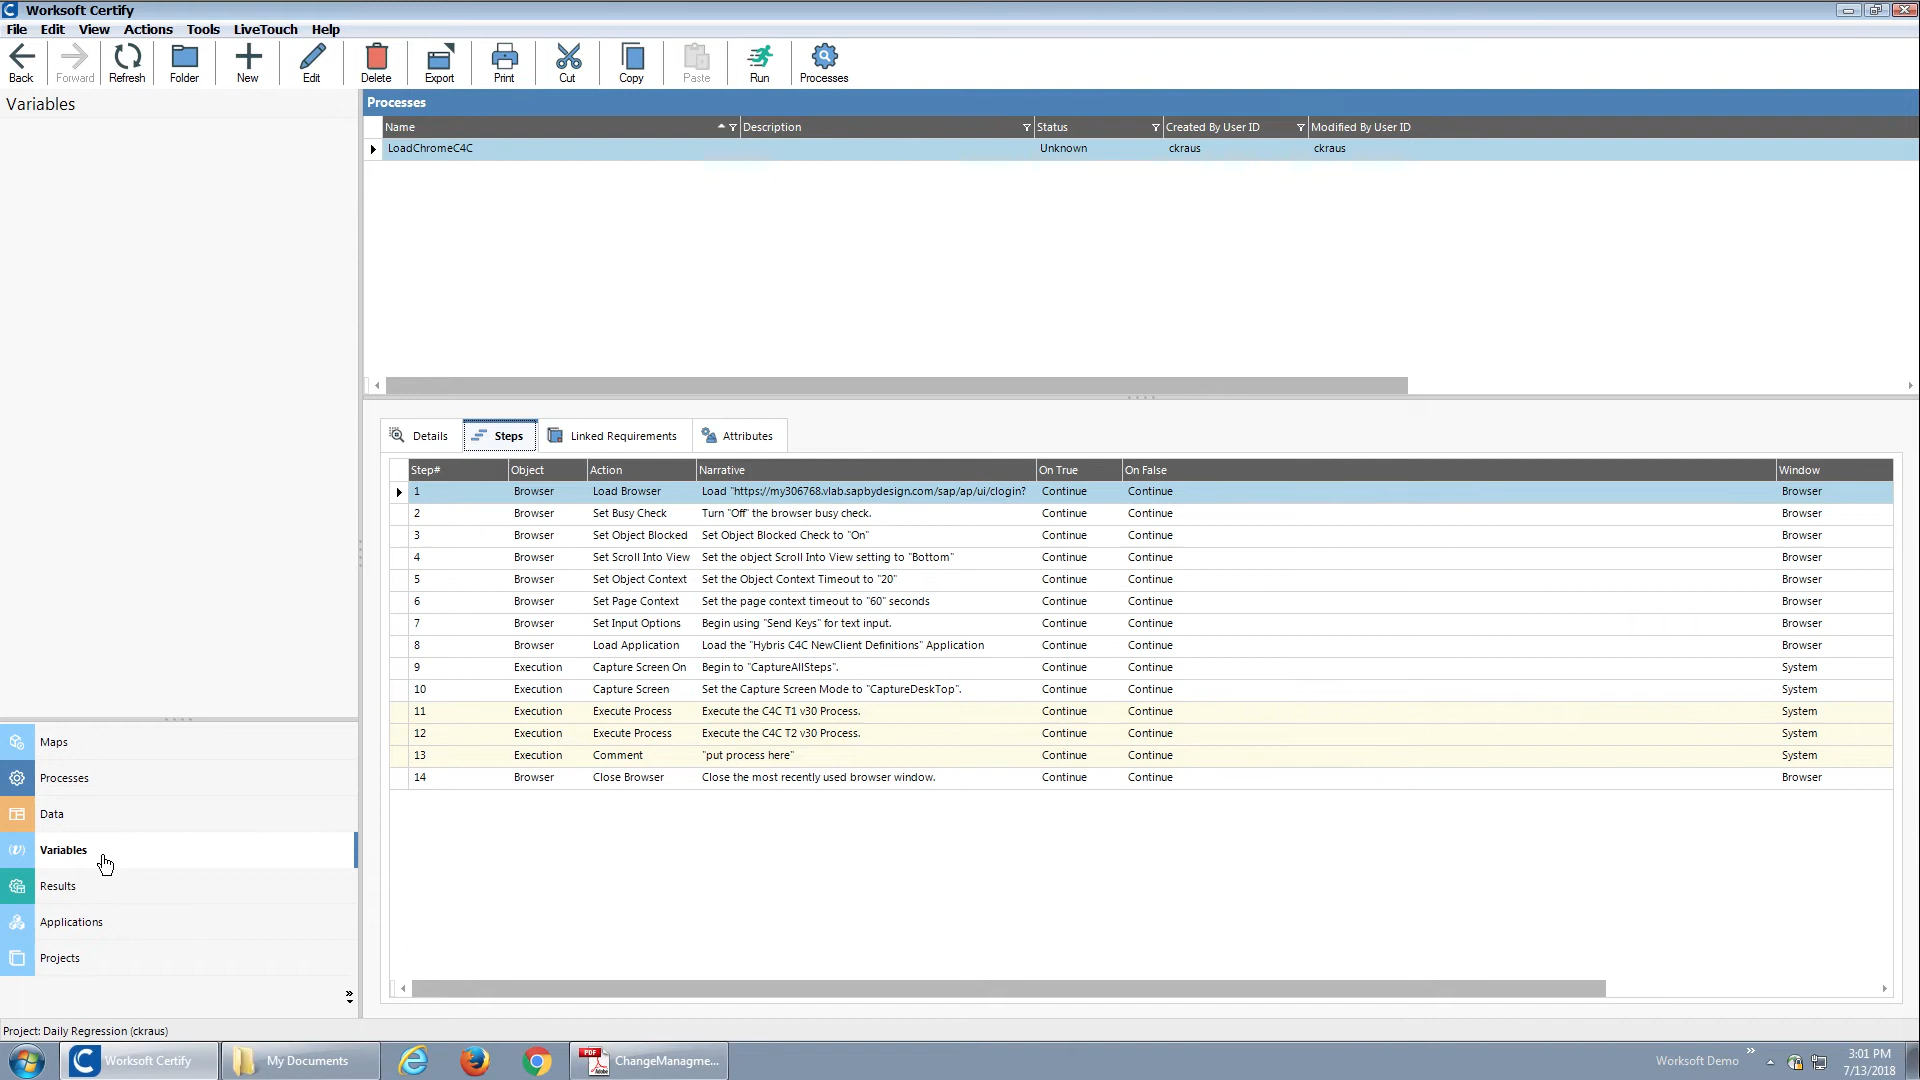 Worksoft Certify
File Edit View Actions Tools LiveTouch Help
Back Forward Refresh Folder New Edit Delete Export Print Cut Copy Paste Run Processes
Variables
Processes
Name Description Status Created By User ID Modified By User ID
LoadChromeC4C Unknown ckraus ckraus
Details Steps Linked Requirements Attributes
Step# Object Action Narrative On True On False Window
1 Browser Load Browser Load "https://my306768.vlab.sapbydesign.com/sap/ap/ui/clogin? Continue Continue Browser
2 Browser Set Busy Check Turn "Off" the browser busy check. Continue Continue Browser
3 Browser Set Object Blocked Set Object Blocked Check to "On" Continue Continue Browser
4 Browser Set Scroll Into View Set the object Scroll Into View setting to "Bottom" Continue Continue Browser
5 Browser Set Object Context Set the Object Context Timeout to "20" Continue Continue Browser
6 Browser Set Page Context Set the page context timeout to "60" seconds Continue Continue Browser
7 Browser Set Input Options Begin using "Send Keys" for text input. Continue Continue Browser
8 Browser Load Application Load the "Hybris C4C NewClient Definitions" Application Continue Continue Browser
9 Execution Capture Screen On Begin to "CaptureAllSteps". Continue Continue System
10 Execution Capture Screen Set the Capture Screen Mode to "CaptureDeskTop". Continue Continue System
11 Execution Execute Process Execute the C4C T1 v30 Process. Continue Continue System
12 Execution Execute Process Execute the C4C T2 v30 Process. Continue Continue System
13 Execution Comment "put process here" Continue Continue System
14 Browser Close Browser Close the most recently used browser window. Continue Continue Browser
Maps
Processes
Data
(v) Variables
Results
Applications
Projects
Project: Daily Regression (ckraus)
Worksoft Certify My Documents PDF Adobe ChangeManagme... Worksoft Demo 3:01 PM
7/13/2018